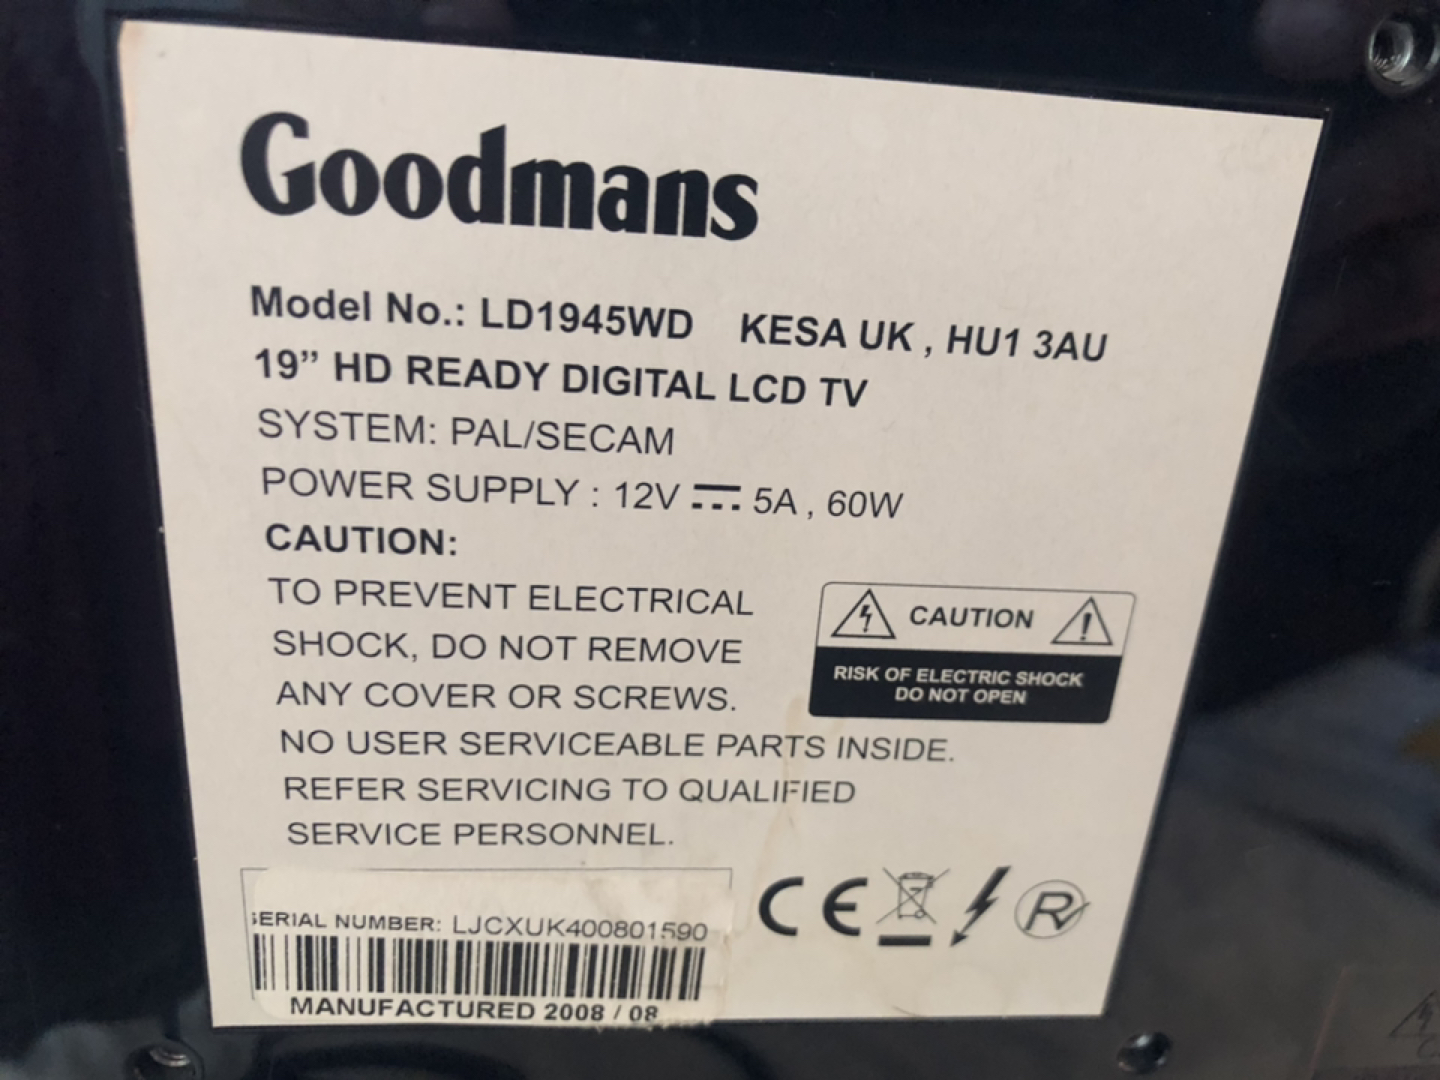 Goodmans
Model No.: LD1945WD KESA UK , HU1 3AU
19” HD READY DIGITAL LCD TV
SYSTEM: PAL/SECAM
POWER SUPPLY : 12V ⎓ 5A , 60W
CAUTION:
TO PREVENT ELECTRICAL
SHOCK, DO NOT REMOVE
ANY COVER OR SCREWS.
NO USER SERVICEABLE PARTS INSIDE.
REFER SERVICING TO QUALIFIED
SERVICE PERSONNEL.
CAUTION
RISK OF ELECTRIC SHOCK
DO NOT OPEN
SERIAL NUMBER: LJCXUK400801590
MANUFACTURED 2008 / 08
CE
R